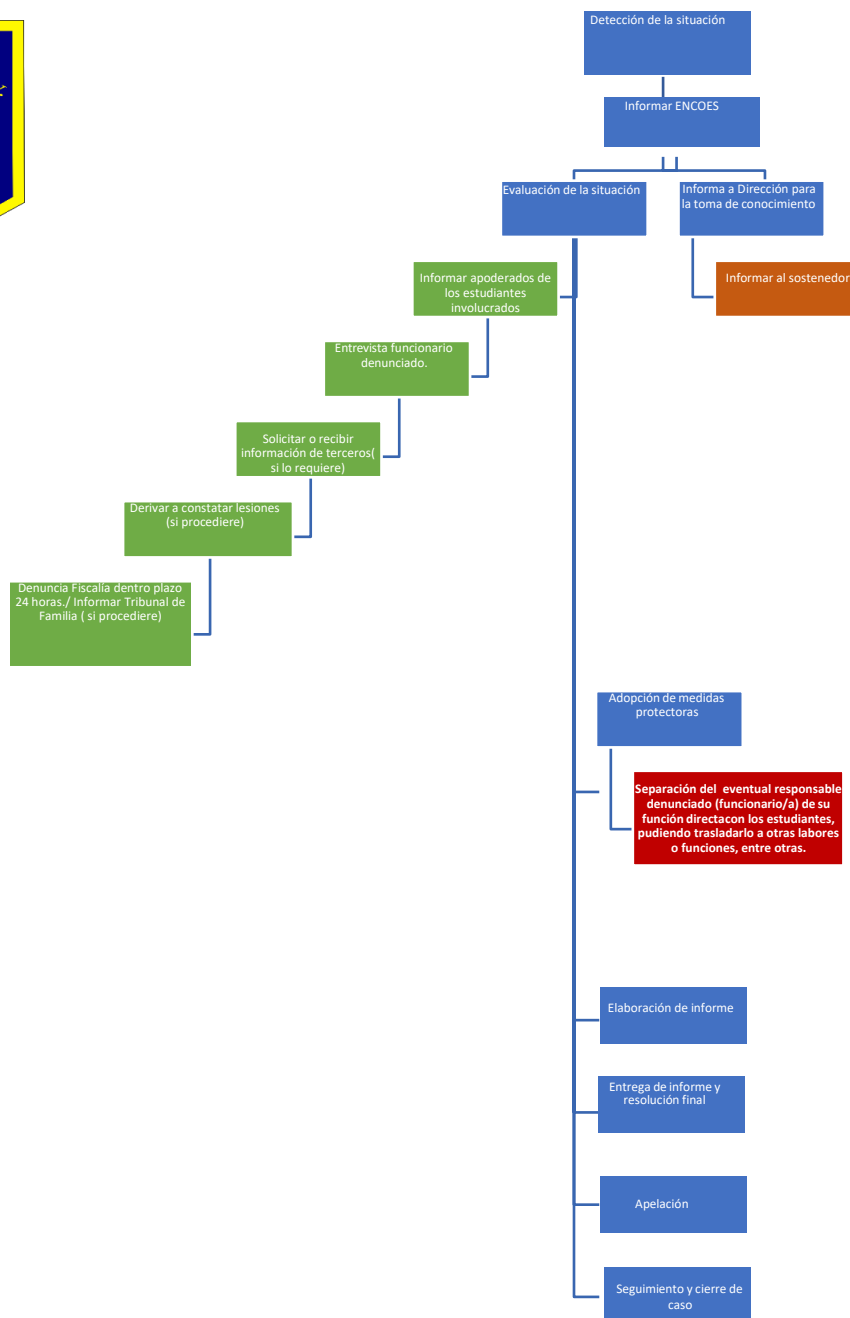 Detección de la situación
Informar ENCOES
Evaluación de la situación
Informa a Dirección para
la toma de conocimiento
Informar apoderados de
los estudiantes
involucrados
Informar al sostenedor
Entrevista funcionario
denunciado.
Solicitar o recibir
información de terceros(
si lo requiere)
Derivar a constatar lesiones
(si procediere)
Denuncia Fiscalía dentro plazo
24 horas./ Informar Tribunal de
Familia ( si procediere)
Adopción de medidas
protectoras
Separación del eventual responsable
denunciado (funcionario/a) de su
función directacon los estudiantes,
pudiendo trasladarlo a otras labores
o funciones, entre otras.
Elaboración de informe
Entrega de informe y
resolución final
Apelación
Seguimiento y cierre de
caso